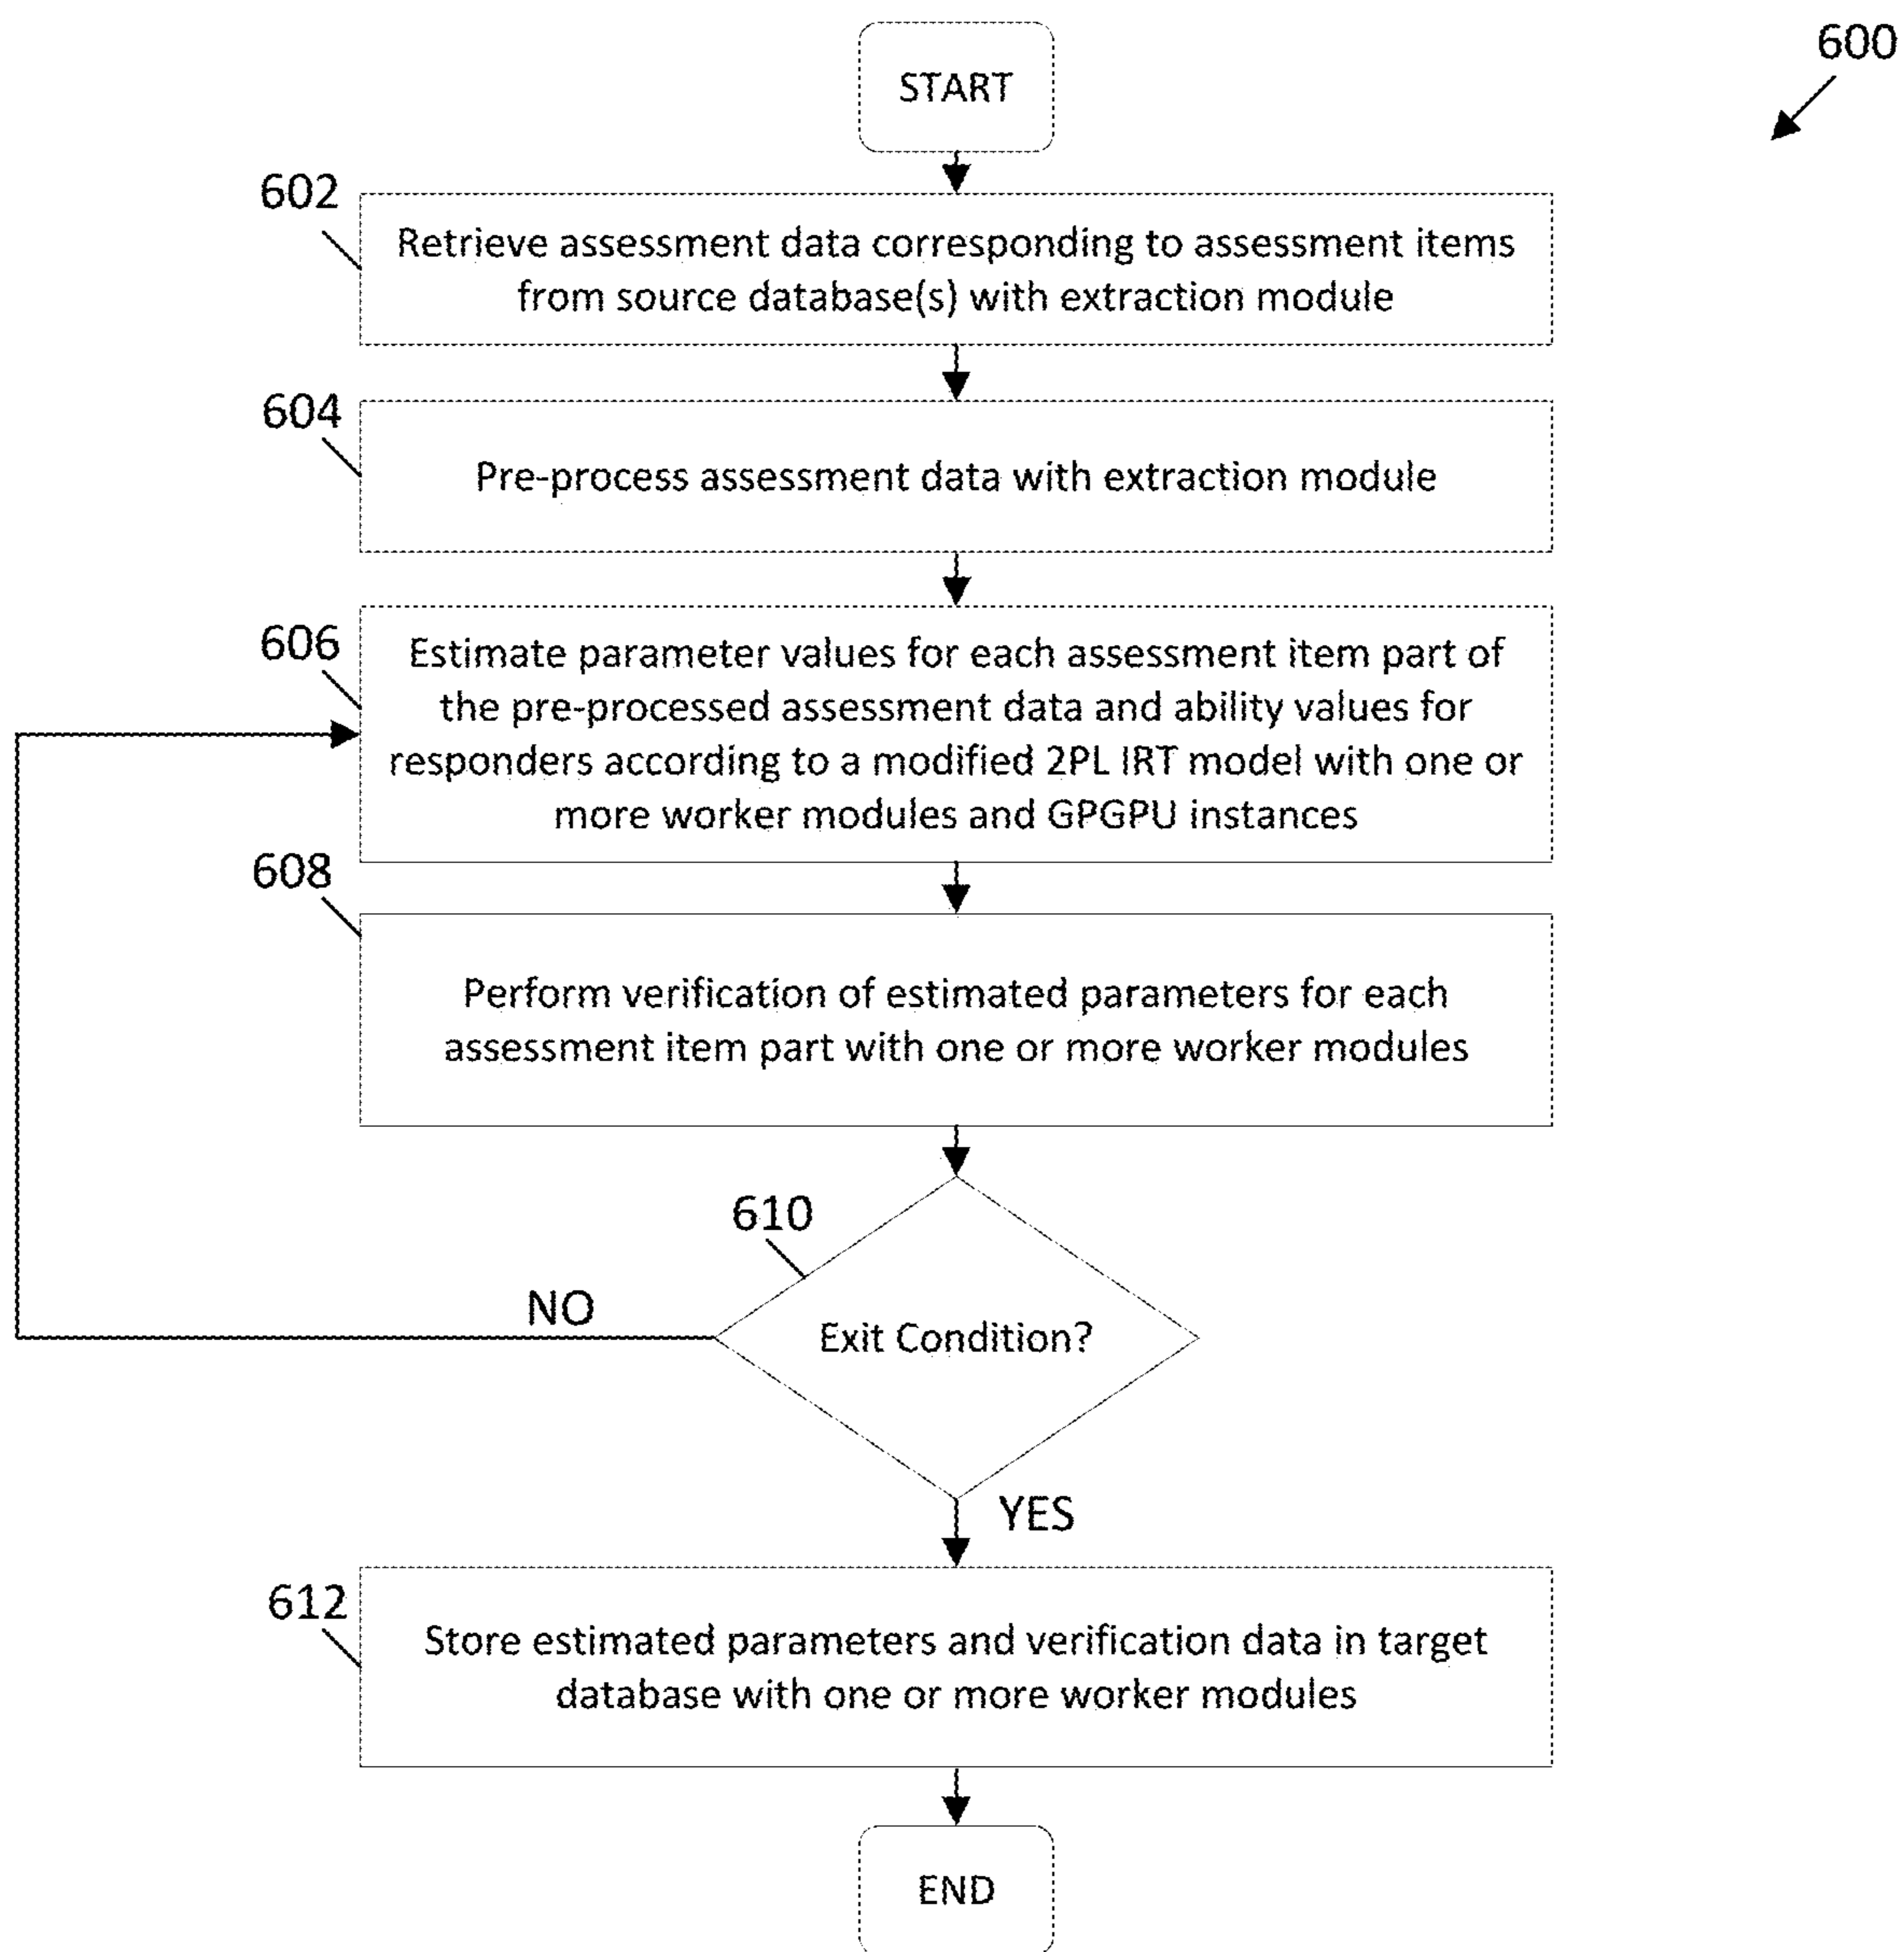 600
START
602
Retrieve assessment data corresponding to assessment items
from source database(s) with extraction module
604
Pre-process assessment data with extraction module
606
Estimate parameter values for each assessment item part of
the pre-processed assessment data and ability values for
responders according to a modified 2PL IRT model with one or
more worker modules and GPGPU instances
608
Perform verification of estimated parameters for each
assessment item part with one or more worker modules
610
Exit Condition?
NO
YES
612
Store estimated parameters and verification data in target
database with one or more worker modules
END